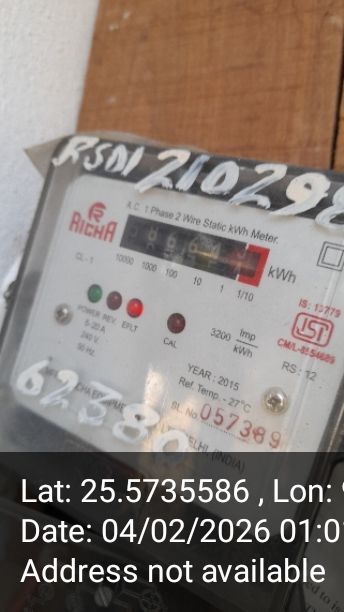 RSN 210298
A.C. 1 Phase 2 Wire Static kWh Meter.
RICHA
kWh
CL-1
10000 1000 100 10 1 1/10
POWER REV. EFLT
5-20 A
240 V.
50 Hz.
CAL
3200 Imp/kWh
IS: 13779
ISI
RS: 12
YEAR : 2015
Ref. Temp.- 27°C
SL.No 057389
62380
DELHI (INDIA)
Lat: 25.5735586 , Lon:
Date: 04/02/2026 01:0
Address not available